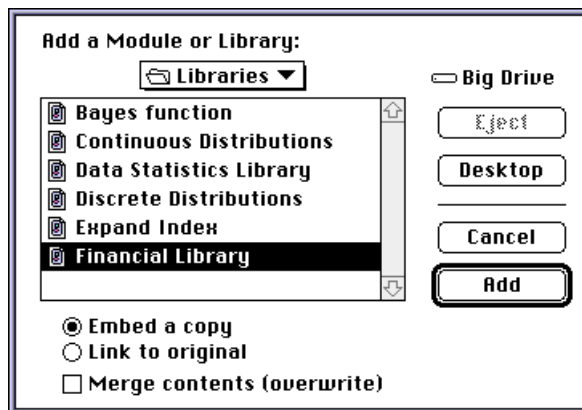 Add a Module or Library:
Libraries
Big Drive
Bayes function
Continuous Distributions
Data Statistics Library
Discrete Distributions
Expand Index
Financial Library
Eject
Desktop
Cancel
Add
Embed a copy
Link to original
Merge contents (overwrite)